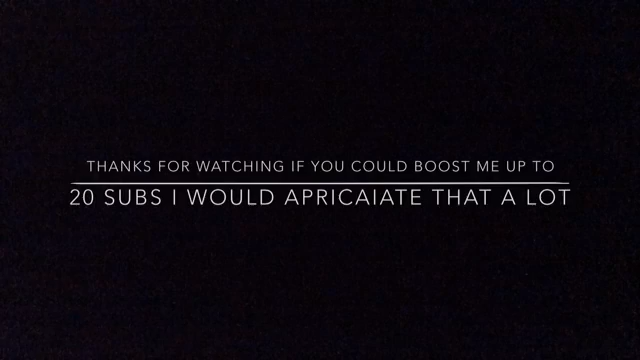 THANKS FOR WATCHING IF YOU COULD BOOST ME UP TO
20 SUBS I WOULD APRICAIATE THAT A LOT